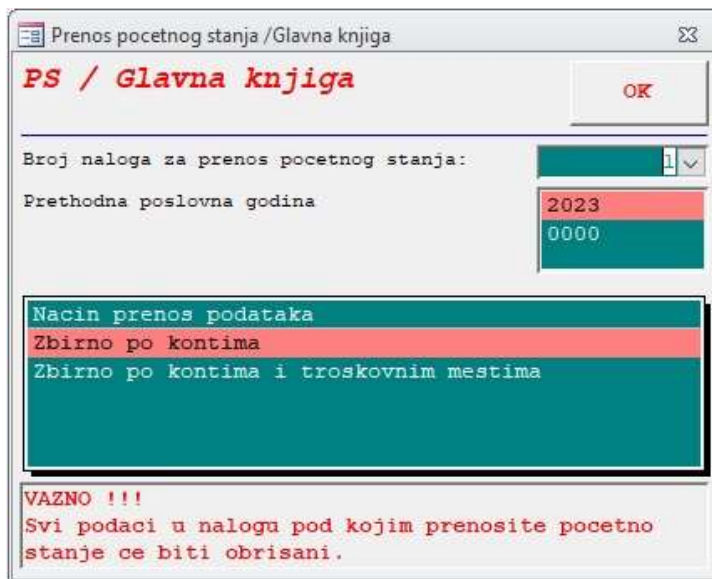 Prenos pocetnog stanja /Glavna knjiga
PS / Glavna knjiga
OK
Broj naloga za prenos pocetnog stanja:
1
Prethodna poslovna godina
2023
0000
Nacin prenos podataka
Zbirno po kontima
Zbirno po kontima i troskovnim mestima
VAZNO !!!
Svi podaci u nalogu pod kojim prenosite pocetno
stanje ce biti obrisani.